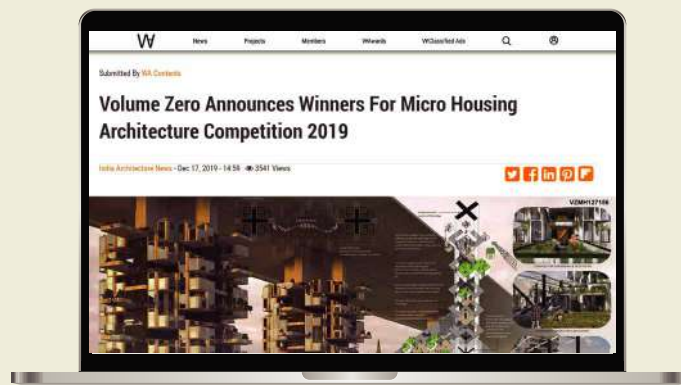 News Projects Members WAwards WAClassified Ads
Submitted By WA Contents
Volume Zero Announces Winners For Micro Housing
Architecture Competition 2019
India Architecture News - Dec 17, 2019 - 14:59 3541 Views
VZMH127106